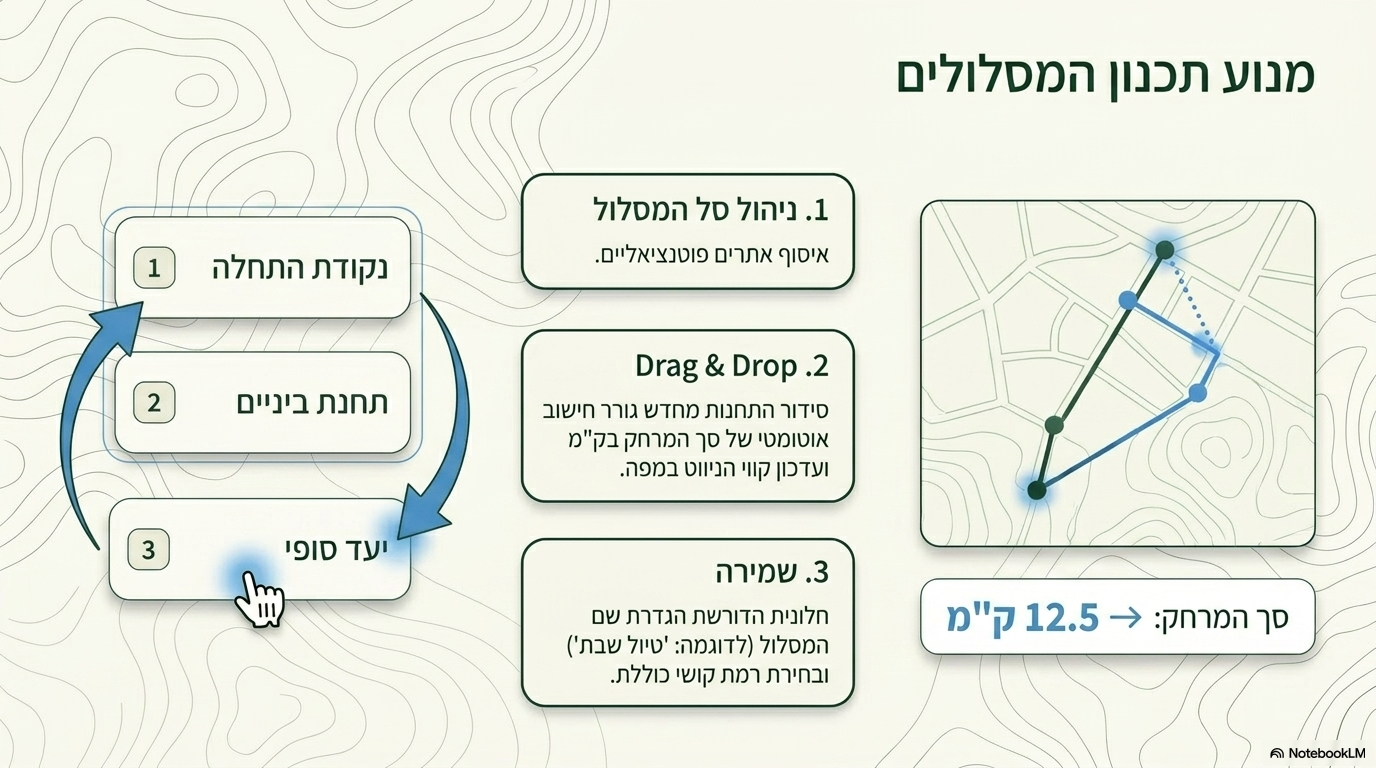 מנוע תכנון המסלולים
סך המרחק: → 12.5 ק"מ
1. ניהול סל המסלול
איסוף אתרים פוטנציאליים.
2. Drag & Drop
סידור התחנות מחדש גורר חישוב
אוטומטי של סך המרחק בק"מ
ועדכון קווי הניווט במפה.
3. שמירה
חלונית הדורשת הגדרת שם
המסלול (לדוגמה: 'טיול שבת')
ובחירת רמת קושי כוללת.
נקודת התחלה 1
תחנת ביניים 2
יעד סופי 3
NotebookLM